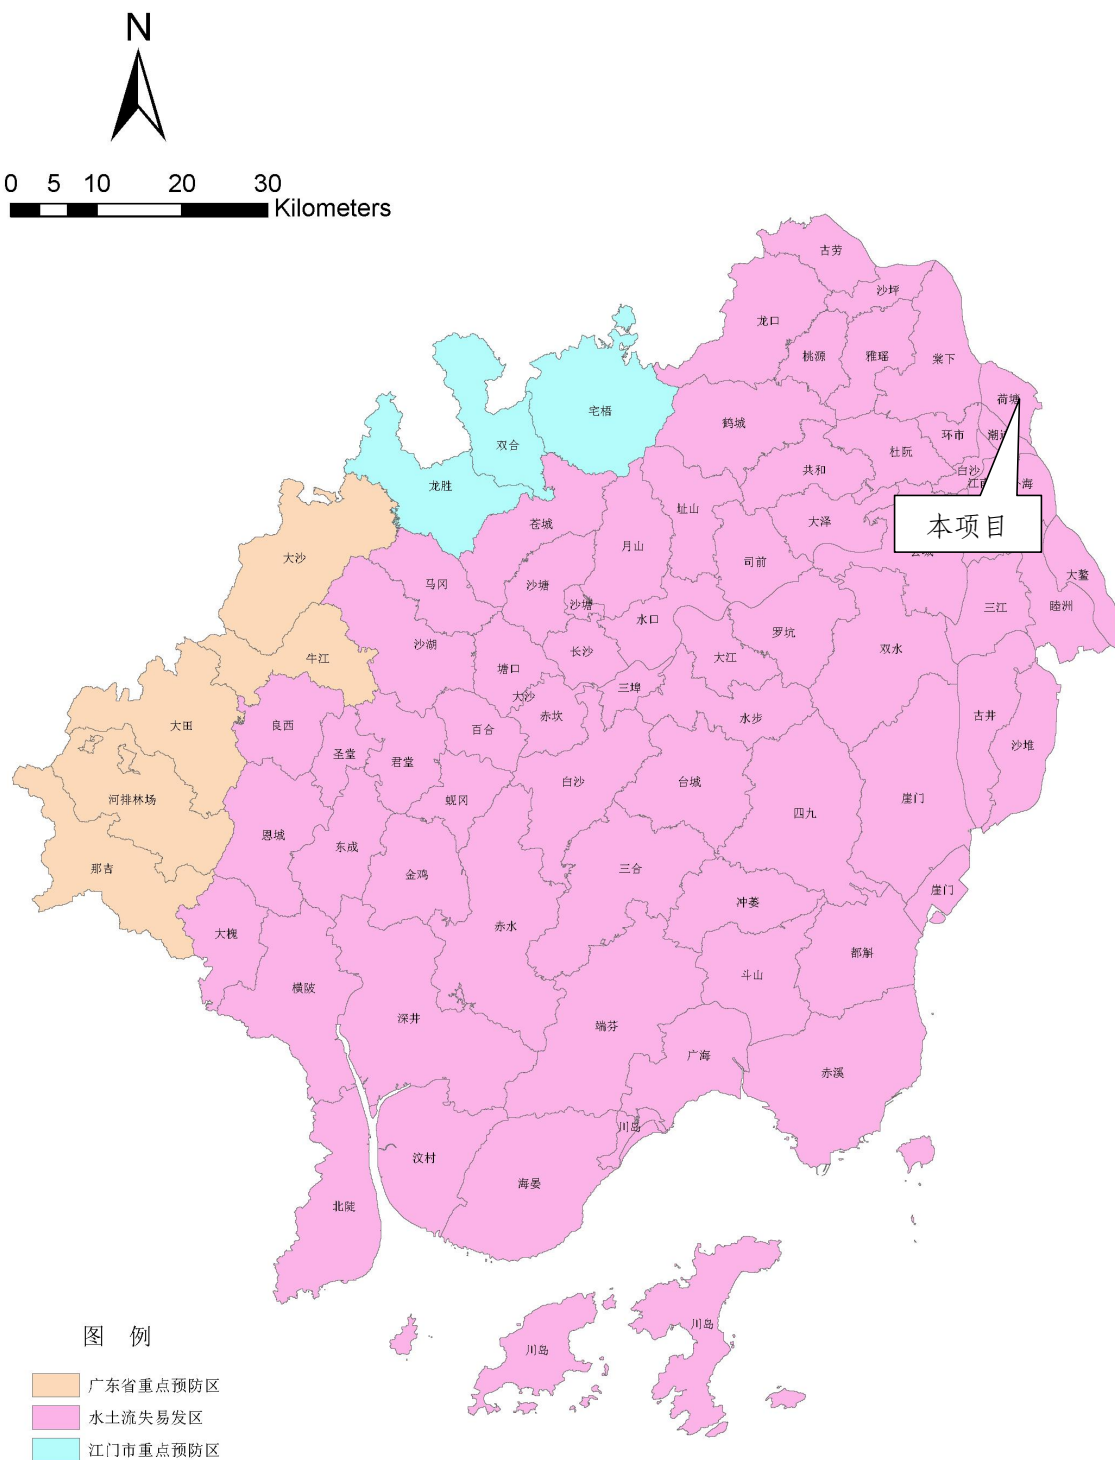 N
0 5 10 20 30
Kilometers
古劳
沙坪
龙口
桃源
雅瑶
棠下
荷塘
宅梧
鹤城
双合
环市
潮
杜阮
共和
白沙
龙胜
江
海
址山
苍城
大泽
本项目
月山
大沙
司前
马冈
沙塘
大鳌
沙塘
三江
睦洲
水口
罗坑
沙湖
长沙
双水
牛江
大江
塘口
三埠
大沙
大田
赤坎
水步
古井
良西
百合
圣堂
沙堆
君堂
白沙
台城
河排林场
蚬冈
崖门
四九
恩城
东成
那吉
金鸡
三合
崖门
冲蒌
大槐
赤水
都斛
斗山
横陂
深井
端芬
广海
赤溪
川岛
汶村
海晏
北陡
川岛
川岛
图 例
广东省重点预防区
水土流失易发区
江门市重点预防区